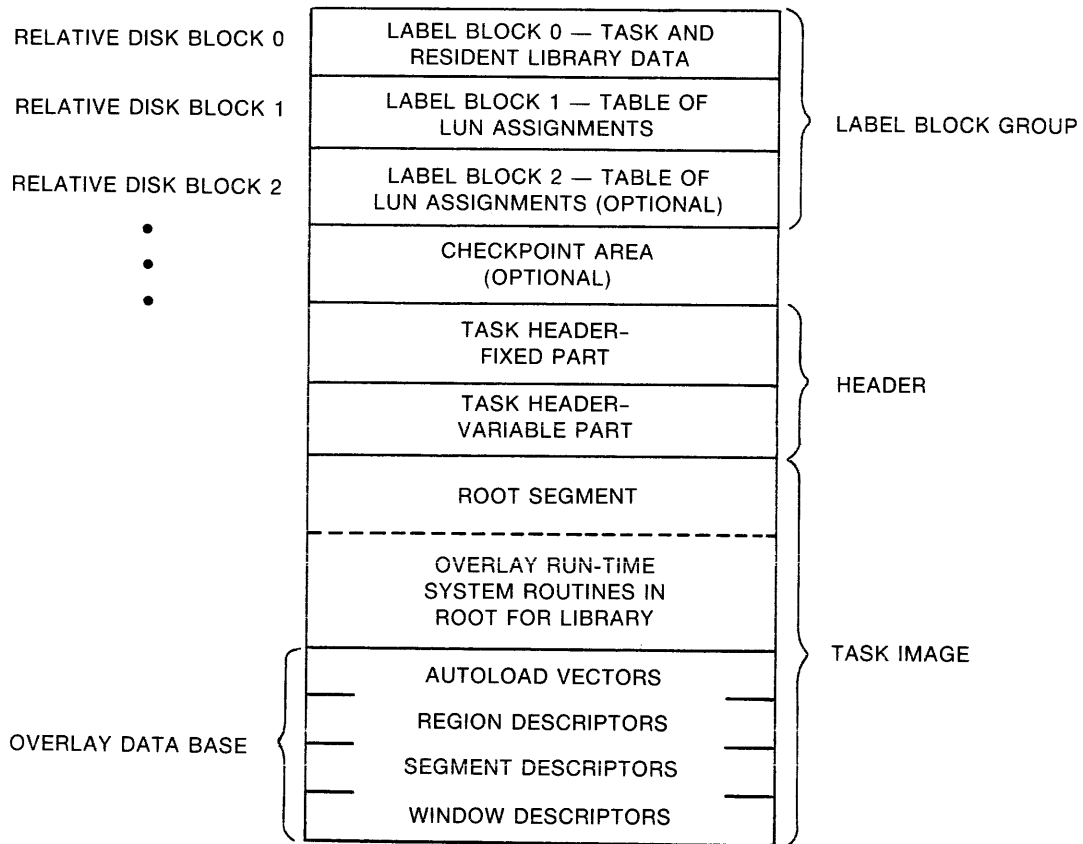 RELATIVE DISK BLOCK 0
LABEL BLOCK 0 — TASK AND
RESIDENT LIBRARY DATA
RELATIVE DISK BLOCK 1
LABEL BLOCK 1 — TABLE OF
LUN ASSIGNMENTS
LABEL BLOCK GROUP
RELATIVE DISK BLOCK 2
LABEL BLOCK 2 — TABLE OF
LUN ASSIGNMENTS (OPTIONAL)
CHECKPOINT AREA
(OPTIONAL)
TASK HEADER-
FIXED PART
HEADER
TASK HEADER-
VARIABLE PART
ROOT SEGMENT
OVERLAY RUN-TIME
SYSTEM ROUTINES IN
ROOT FOR LIBRARY
TASK IMAGE
AUTOLOAD VECTORS
REGION DESCRIPTORS
OVERLAY DATA BASE
SEGMENT DESCRIPTORS
WINDOW DESCRIPTORS